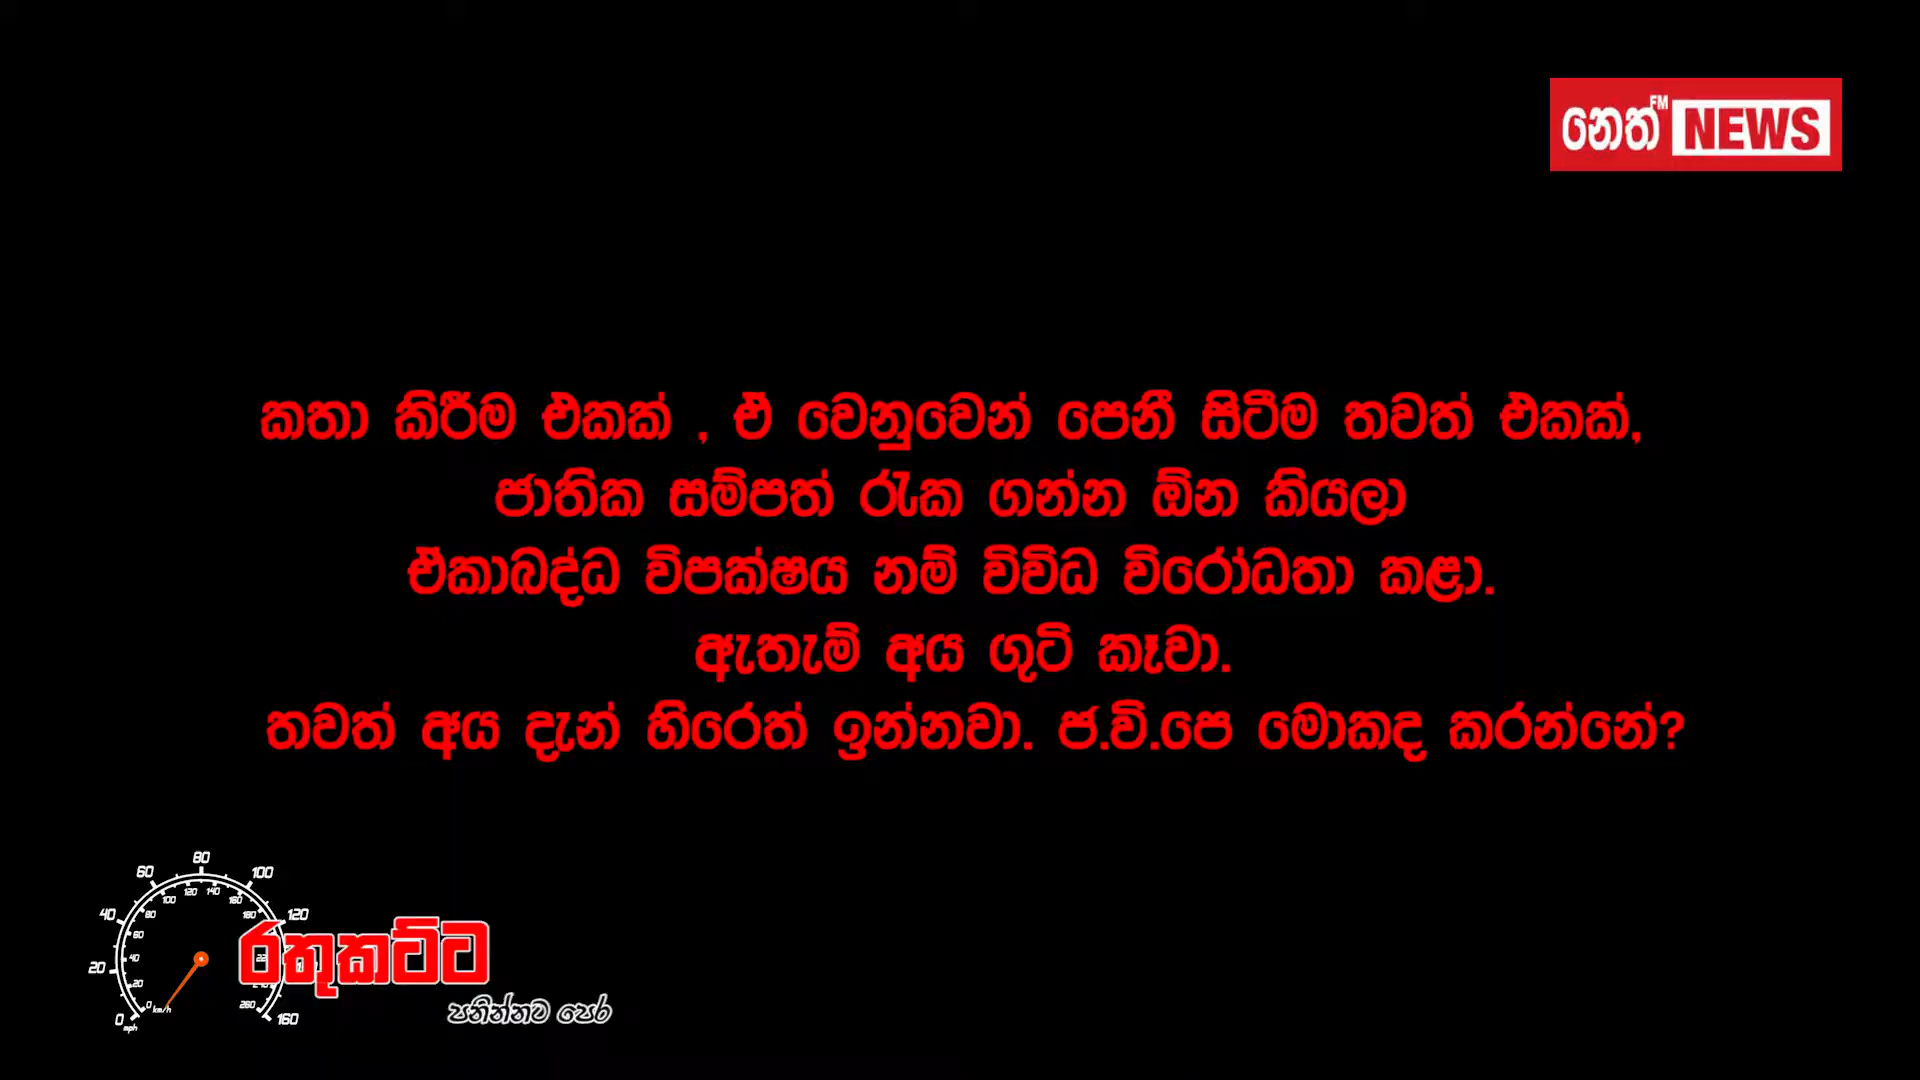 නෙත් FM NEWS
කතා කිරීම එකක් , ඒ වෙනුවෙන් පෙනී සිටීම තවත් එකක්,
ජාතික සම්පත් රැක ගන්න ඕන කියලා
ඒකාබද්ධ විපක්ෂය නම් විවිධ විරෝධතා කළා.
ඇතැම් අය ගුටි කෑවා.
තවත් අය දැන් හිරෙත් ඉන්නවා. ජ.වි.පෙ මොකද කරන්නේ?
රතුකට්ට
පනින්නට පෙර